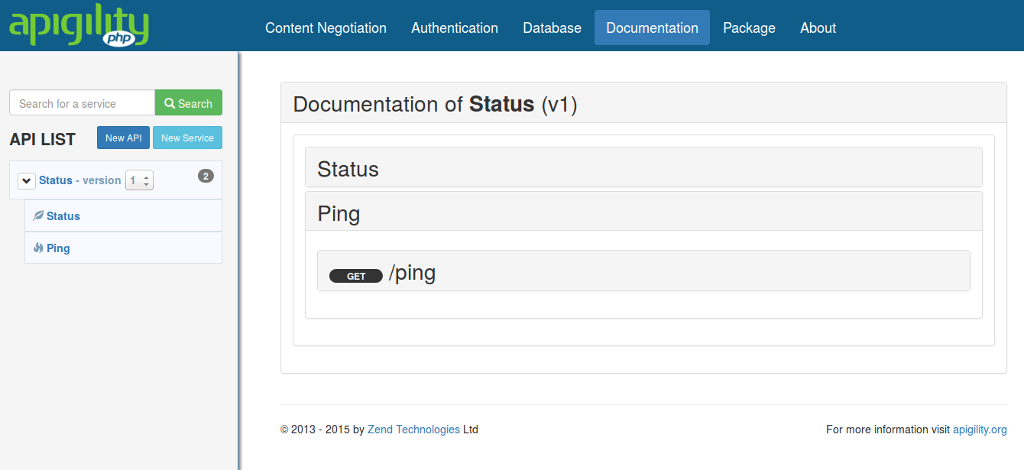 apigility
php
Content Negotiation Authentication Database Documentation Package About
Search for a service Search
API LIST New API New Service
Status - version 1 2
Status
Ping
Documentation of Status (v1)
Status
Ping
GET /ping
© 2013 - 2015 by Zend Technologies Ltd
For more information visit apigility.org